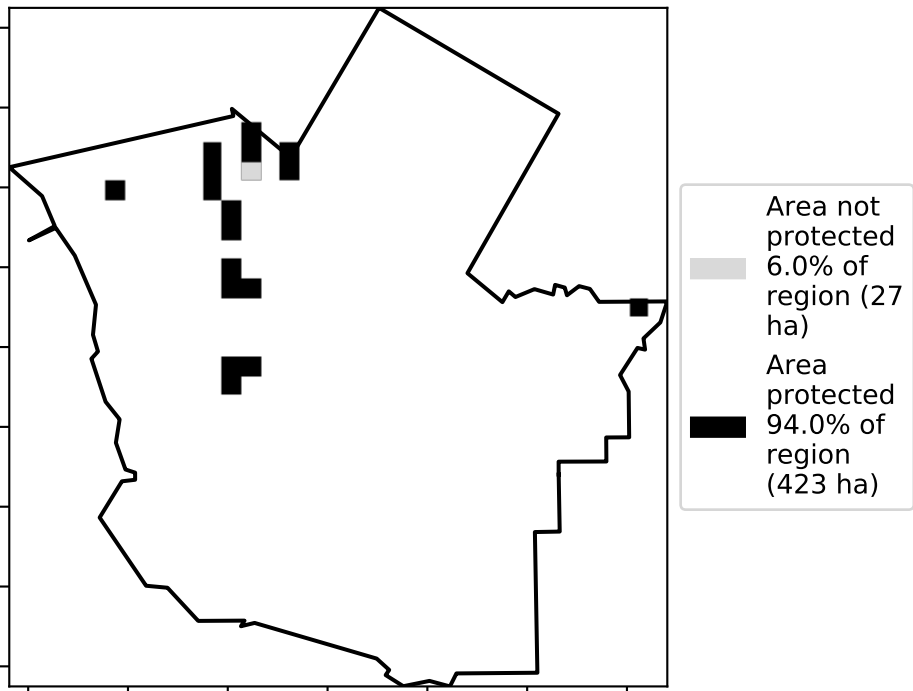 Area not
protected
6.0% of
region (27
ha)
Area
protected
94.0% of
region
(423 ha)